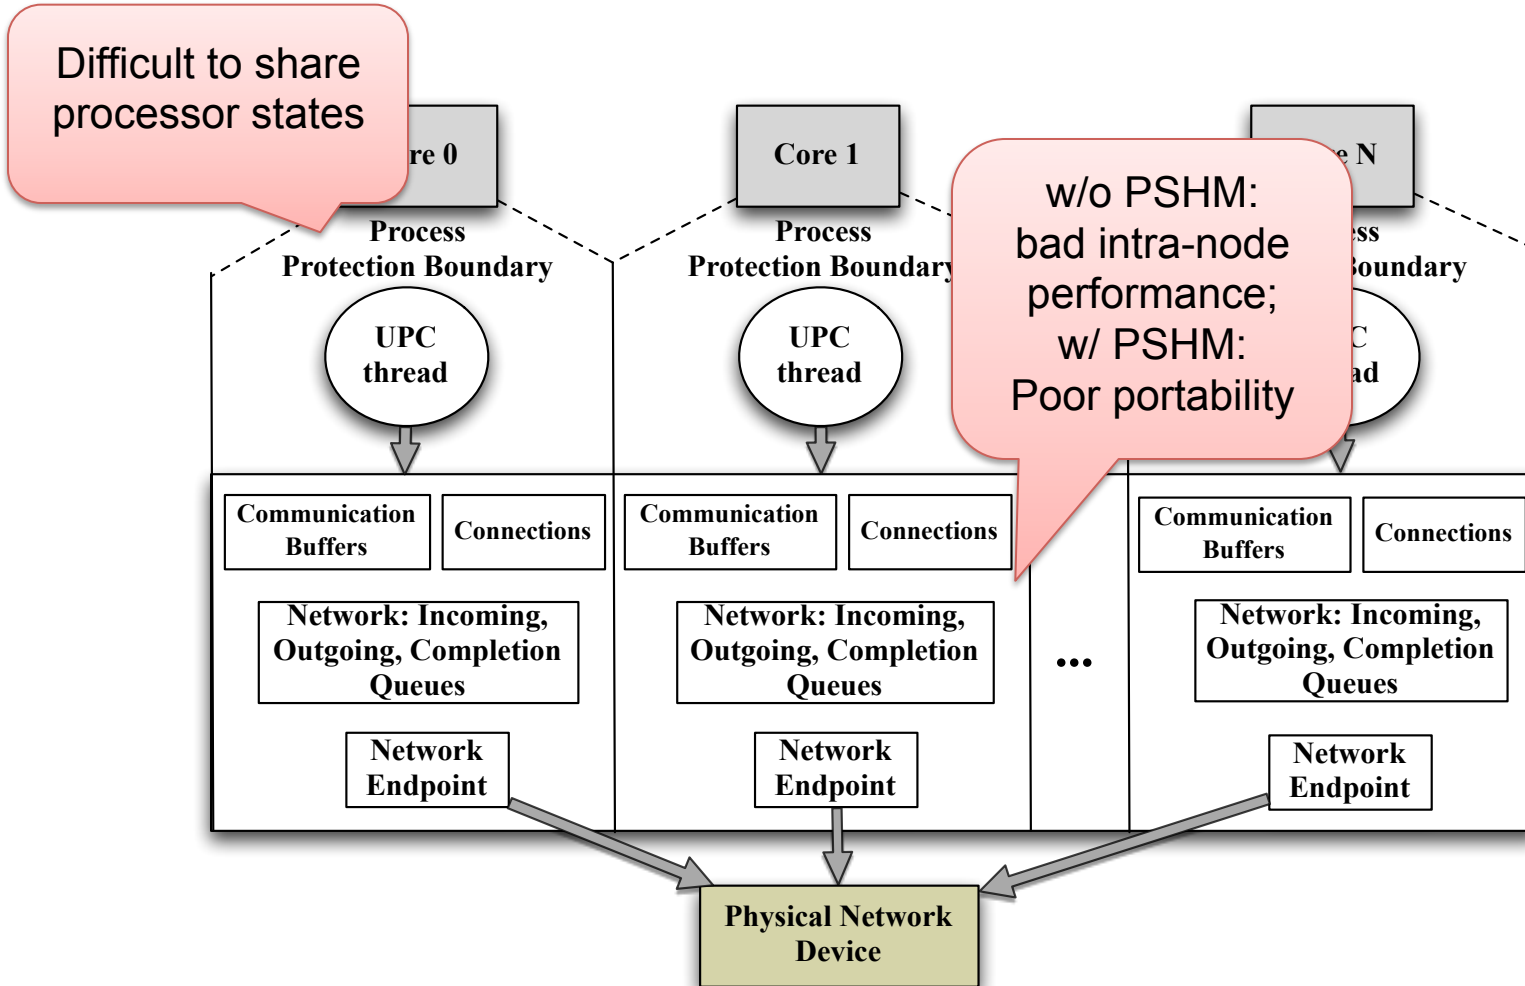 Difficult to share
processor states
re 0
Core 1
e N
w/o PSHM:
bad intra-node
performance;
w/ PSHM:
Poor portability
Process
Protection Boundary
Process
Protection Boundary
ess
Boundary
UPC
thread
UPC
thread
C
ad
Communication
Buffers
Connections
Communication
Buffers
Connections
Communication
Buffers
Connections
Network: Incoming,
Outgoing, Completion
Queues
Network: Incoming,
Outgoing, Completion
Queues
...
Network: Incoming,
Outgoing, Completion
Queues
Network
Endpoint
Network
Endpoint
Network
Endpoint
Physical Network
Device